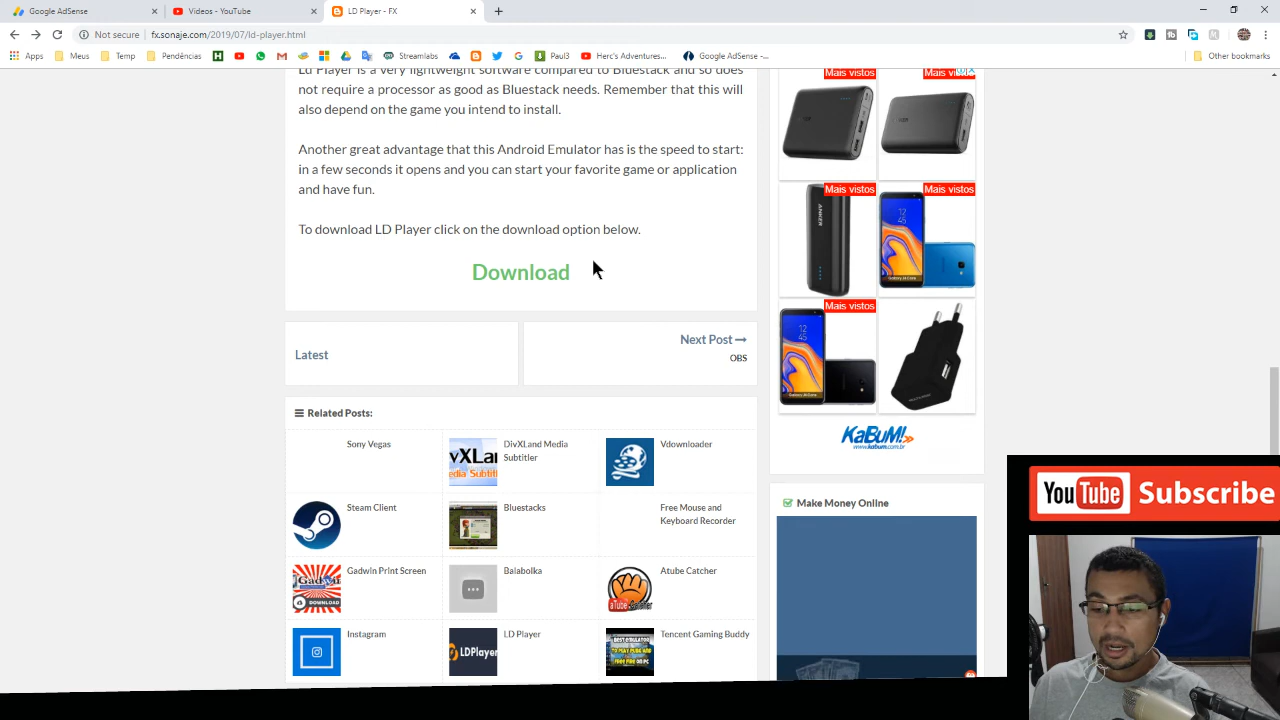 Google AdSense
Videos - YouTube
LD Player - FX
Not secure
fx.sonaje.com/2019/07/ld-player.html
Apps
Meus
Temp
Pendências
Streamlabs
Paul3
Herc's Adventures...
Google AdSense -...
Other bookmarks
Ld Player is a very lightweight software compared to Bluestack and so does
not require a processor as good as Bluestack needs. Remember that this will
also depend on the game you intend to install.
Another great advantage that this Android Emulator has is the speed to start:
in a few seconds it opens and you can start your favorite game or application
and have fun.
To download LD Player click on the download option below.
Download
Latest
Next Post
OBS
Related Posts:
Sony Vegas
DivXLand Media
Subtitler
Vdownloader
Steam Client
Bluestacks
Free Mouse and
Keyboard Recorder
Gadwin Print Screen
Balabolka
Atube Catcher
Instagram
LD Player
Tencent Gaming Buddy
Mais vistos
Mais vistos
Mais vistos
Mais vistos
Mais vistos
ANKER
KaBuM!
www.kabum.com.br
Make Money Online
YouTube Subscribe